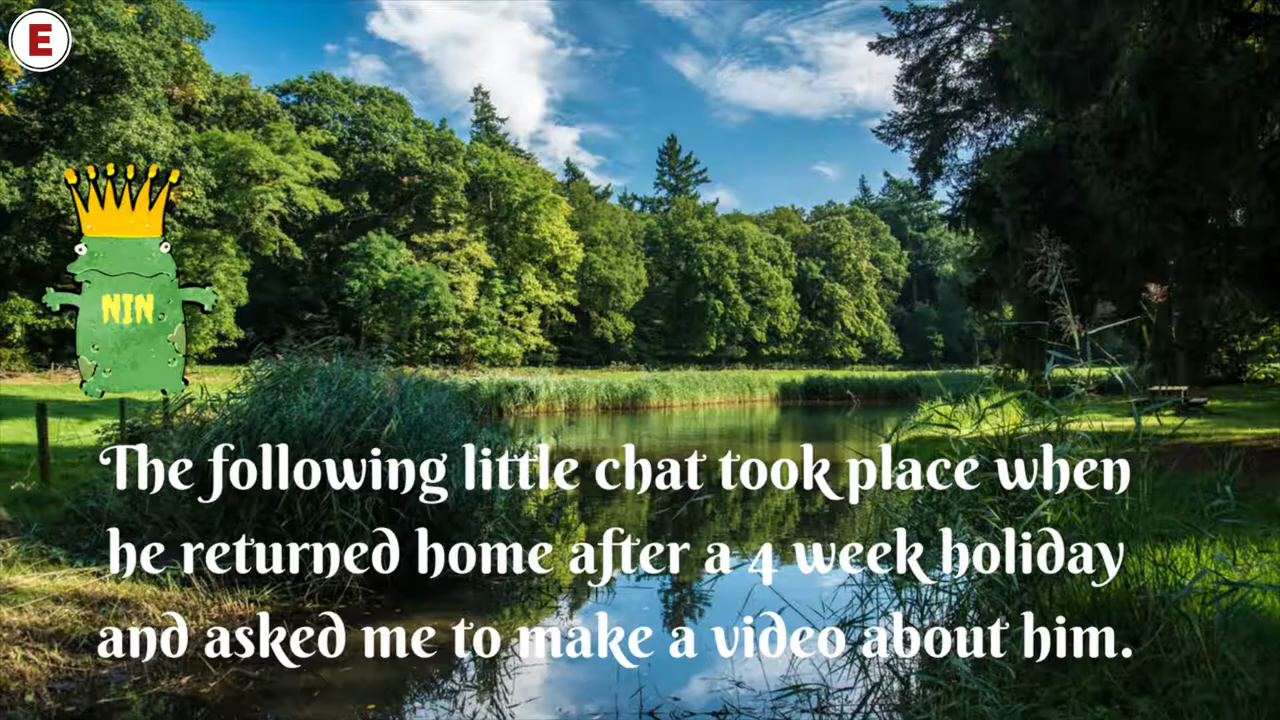 E
NIN
The following little chat took place when
he returned home after a 4 week holiday
and asked me to make a video about him.